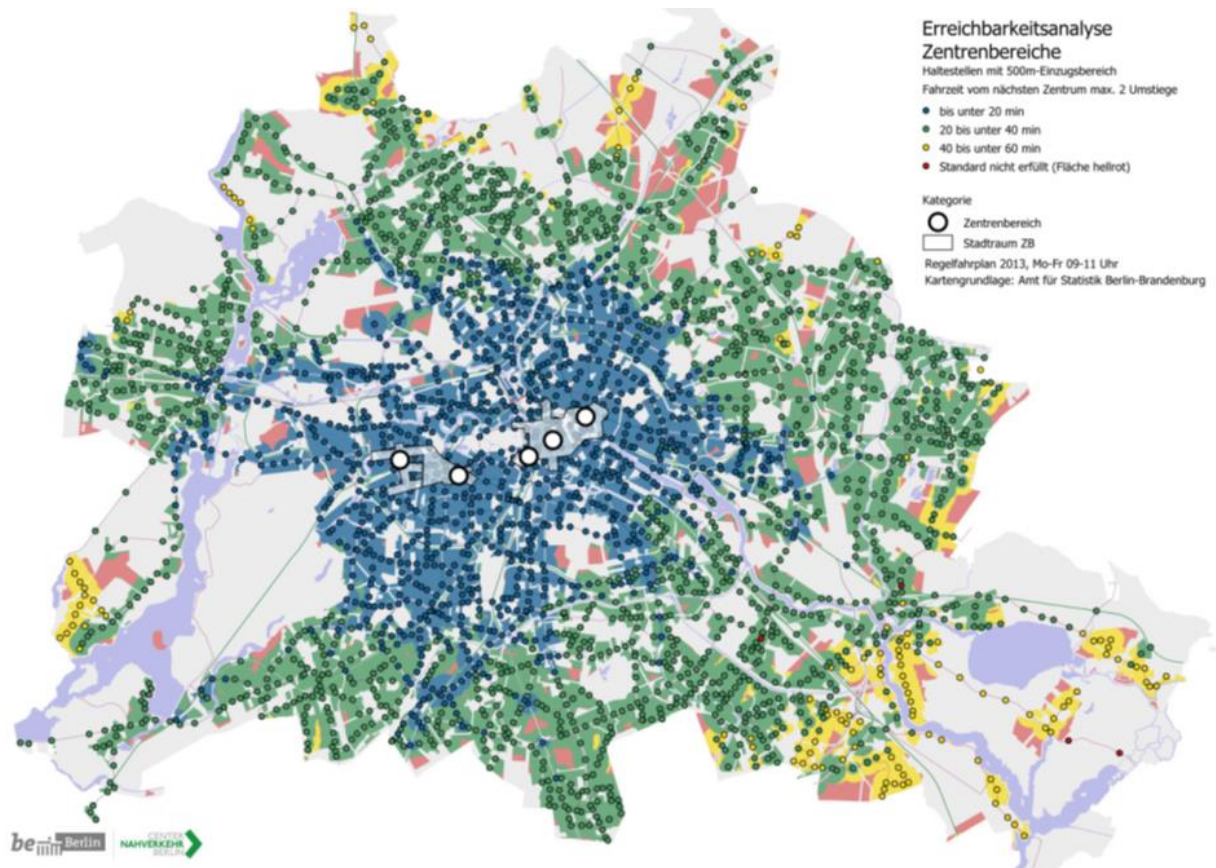 Erreichbarkeitsanalyse
Zentrenbereiche
Haltestellen mit 500m-Einzugsbereich
Fahrzeit vom nächsten Zentrum max. 2 Umstiege
bis unter 20 min
20 bis unter 40 min
40 bis unter 60 min
Standard nicht erfüllt (Fläche hellrot)
Kategorie
Zentrenbereich
Stadtraum ZB
Regelfahrplan 2013, Mo-Fr 09-11 Uhr
Kartengrundlage: Amt für Statistik Berlin-Brandenburg
be Berlin
CENTER
NAHVERKEHR
BERLIN